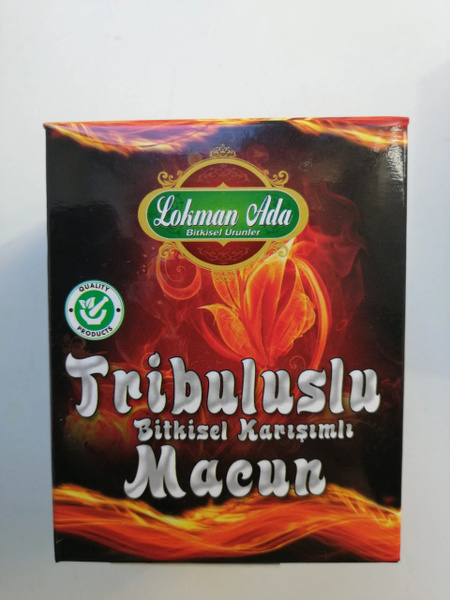 Lokman Ada
Bitkisel Ürünler
QUALITY
PRODUCTS
Tribuluslu
Bitkisel Karışımlı
Macun